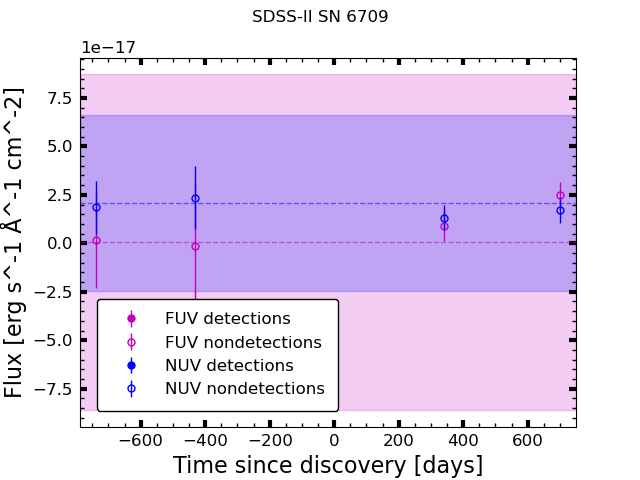 SDSS-II SN 6709
1e−17
7.5
5.0
2.5
0.0
−2.5
−5.0
−7.5
Flux [erg s^-1 Å^-1 cm^-2]
FUV detections
FUV nondetections
NUV detections
NUV nondetections
−600 −400 −200 0 200 400 600
Time since discovery [days]